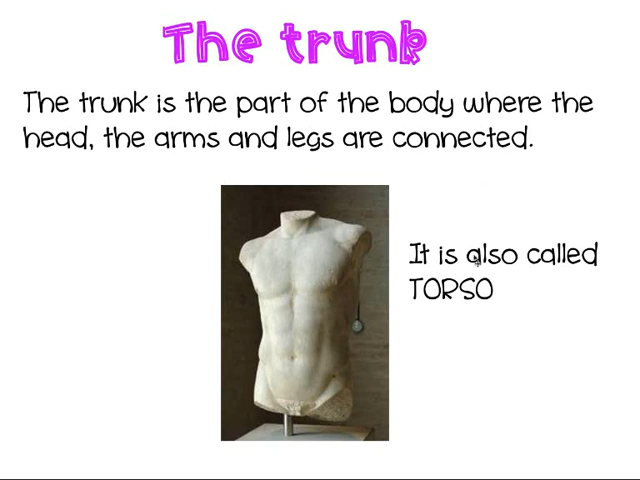 The trunk
The trunk is the part of the body where the
head, the arms and legs are connected.
It is also called
TORSO